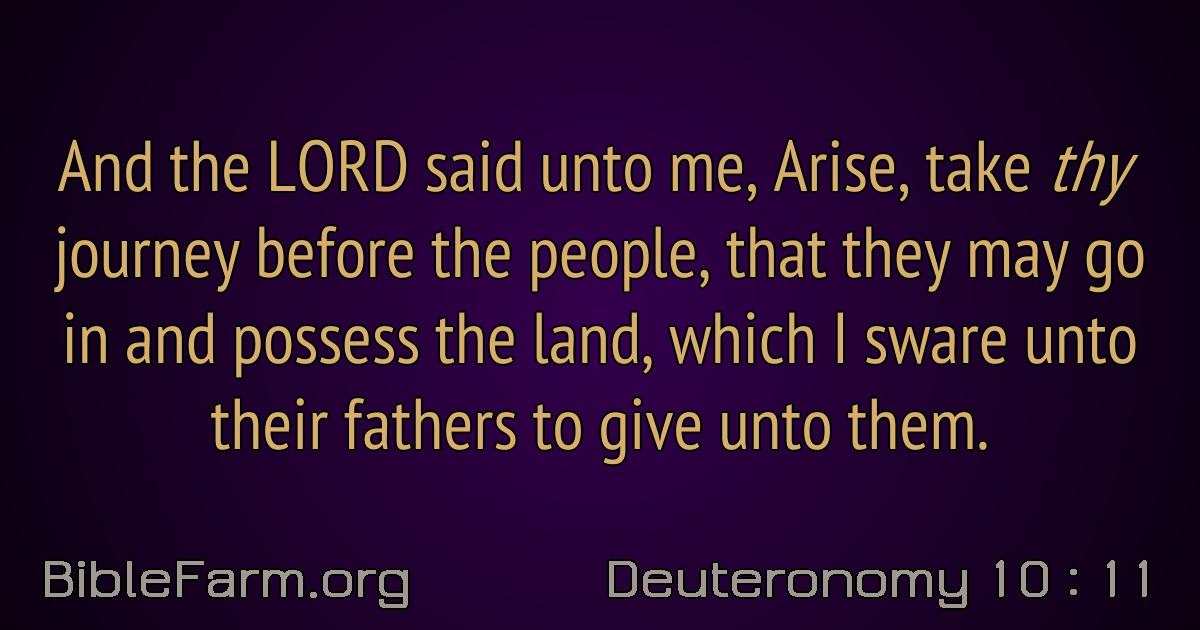 And the LORD said unto me, Arise, take thy
journey before the people, that they may go
in and possess the land, which I sware unto
their fathers to give unto them.
BibleFarm.org
Deuteronomy 10 : 11